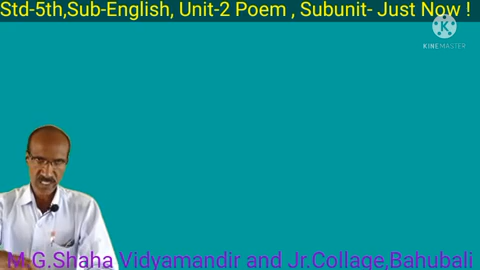 Std-5th,Sub-English, Unit-2 Poem , Subunit- Just Now !
KINEMASTER
M.G.Shaha Vidyamandir and Jr.Collage,Bahubali